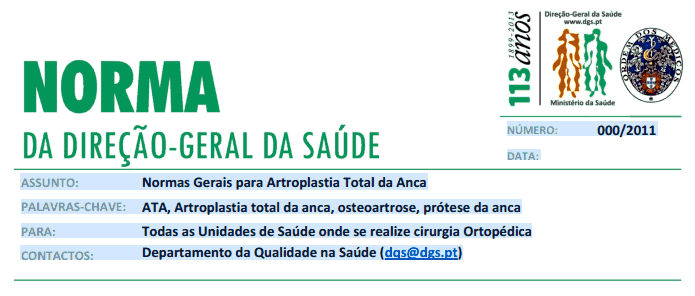 Direção-Geral da Saúde
www.dgs.pt
1899-2013
113 anos
Ministério da Saúde
ORDEM DOS MÉDICOS
NORMA
DA DIREÇÃO-GERAL DA SAÚDE
NÚMERO: 000/2011
DATA:
ASSUNTO: Normas Gerais para Artroplastia Total da Anca
PALAVRAS-CHAVE: ATA, Artroplastia total da anca, osteoartrose, prótese da anca
PARA: Todas as Unidades de Saúde onde se realize cirurgia Ortopédica
CONTACTOS: Departamento da Qualidade na Saúde (dqs@dgs.pt)